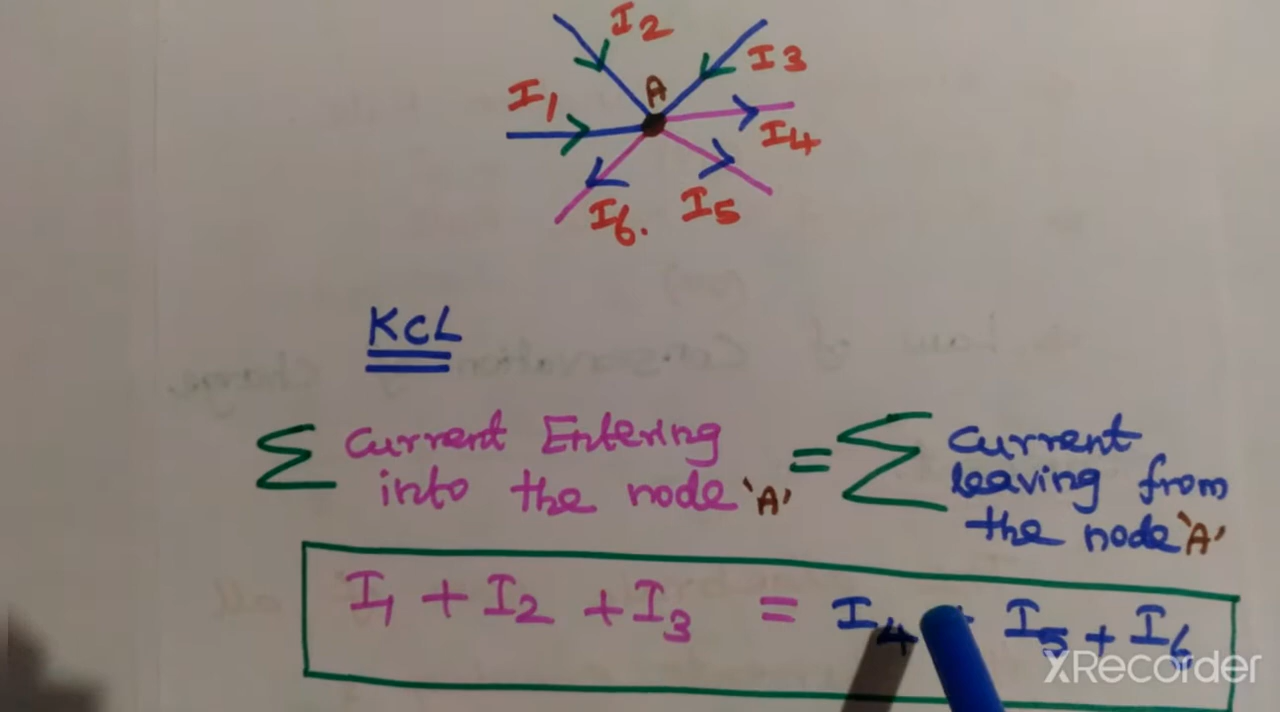 I2
I3
A
I1
I4
I5
I6.
KCL
Σ Current Entering into the node 'A' = Σ Current leaving from the node 'A'
I1 + I2 + I3 = I4 + I5 + I6
XRecorder